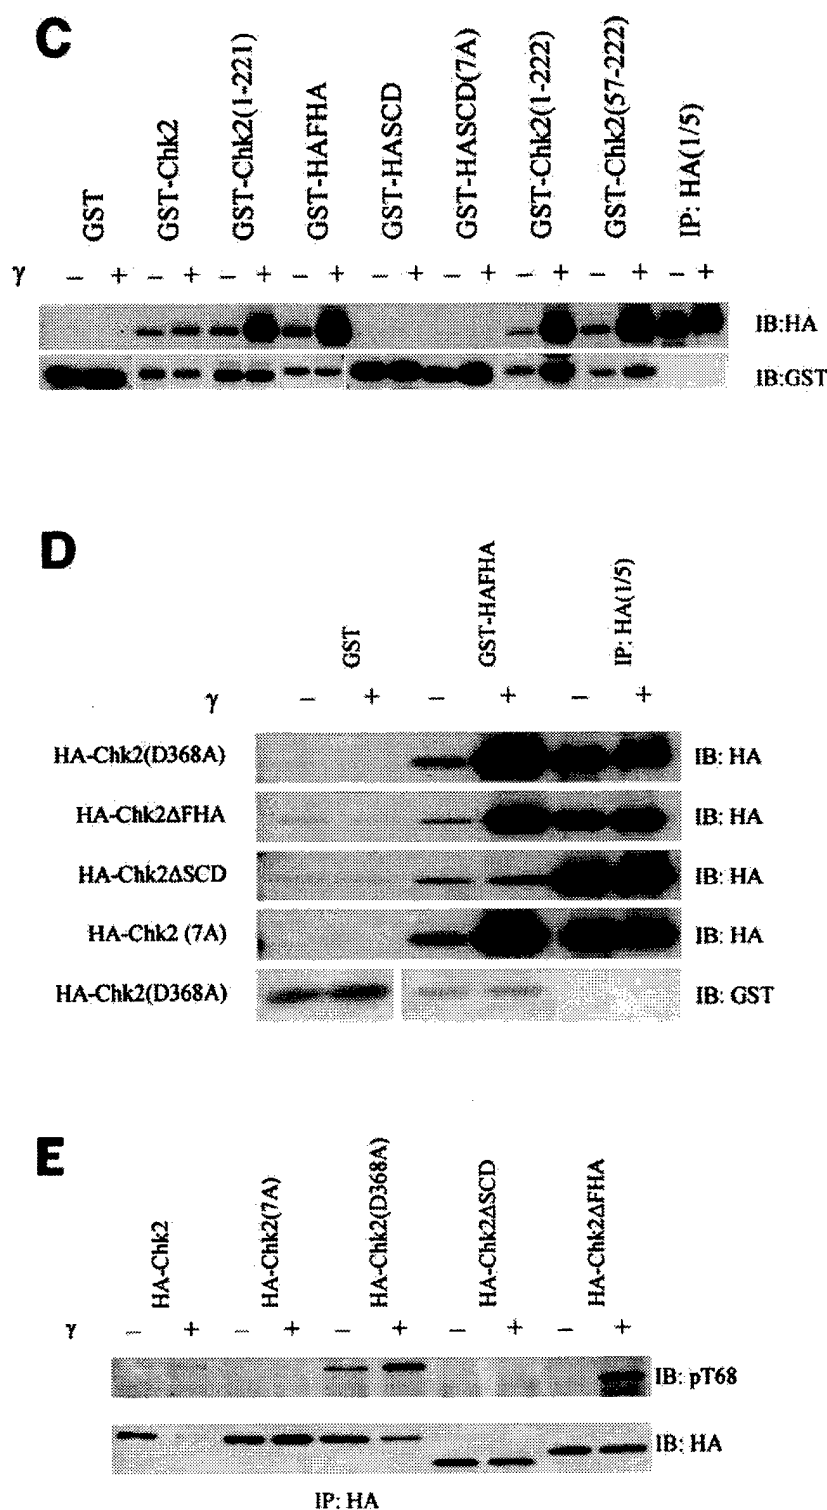 C
GST
GST-Chk2
GST-Chk2(1-221)
GST-HAFHA
GST-HASCD
GST-HASCD(7A)
GST-Chk2(1-222)
GST-Chk2(57-222)
IP: HA(1/5)
γ – + – + – + – + – + – + – + – + – +
IB:HA
IB:GST
D
GST
GST-HAFHA
IP: HA(1/5)
γ – + – + – +
HA-Chk2(D368A) IB: HA
HA-Chk2ΔFHA IB: HA
HA-Chk2ΔSCD IB: HA
HA-Chk2 (7A) IB: HA
HA-Chk2(D368A) IB: GST
E
HA-Chk2
HA-Chk2(7A)
HA-Chk2(D368A)
HA-Chk2ΔSCD
HA-Chk2ΔFHA
γ – + – + – + – + – +
IB: pT68
IB: HA
IP: HA